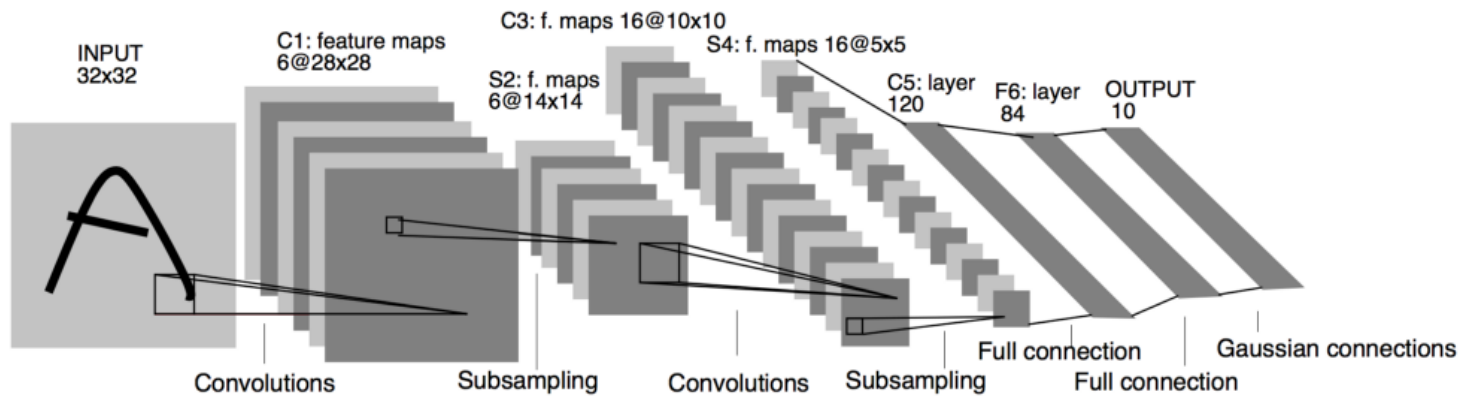 INPUT
32x32
C1: feature maps
6@28x28
S2: f. maps
6@14x14
C3: f. maps 16@10x10
S4: f. maps 16@5x5
C5: layer
120
F6: layer
84
OUTPUT
10
Convolutions
Subsampling
Convolutions
Subsampling
Full connection
Full connection
Gaussian connections